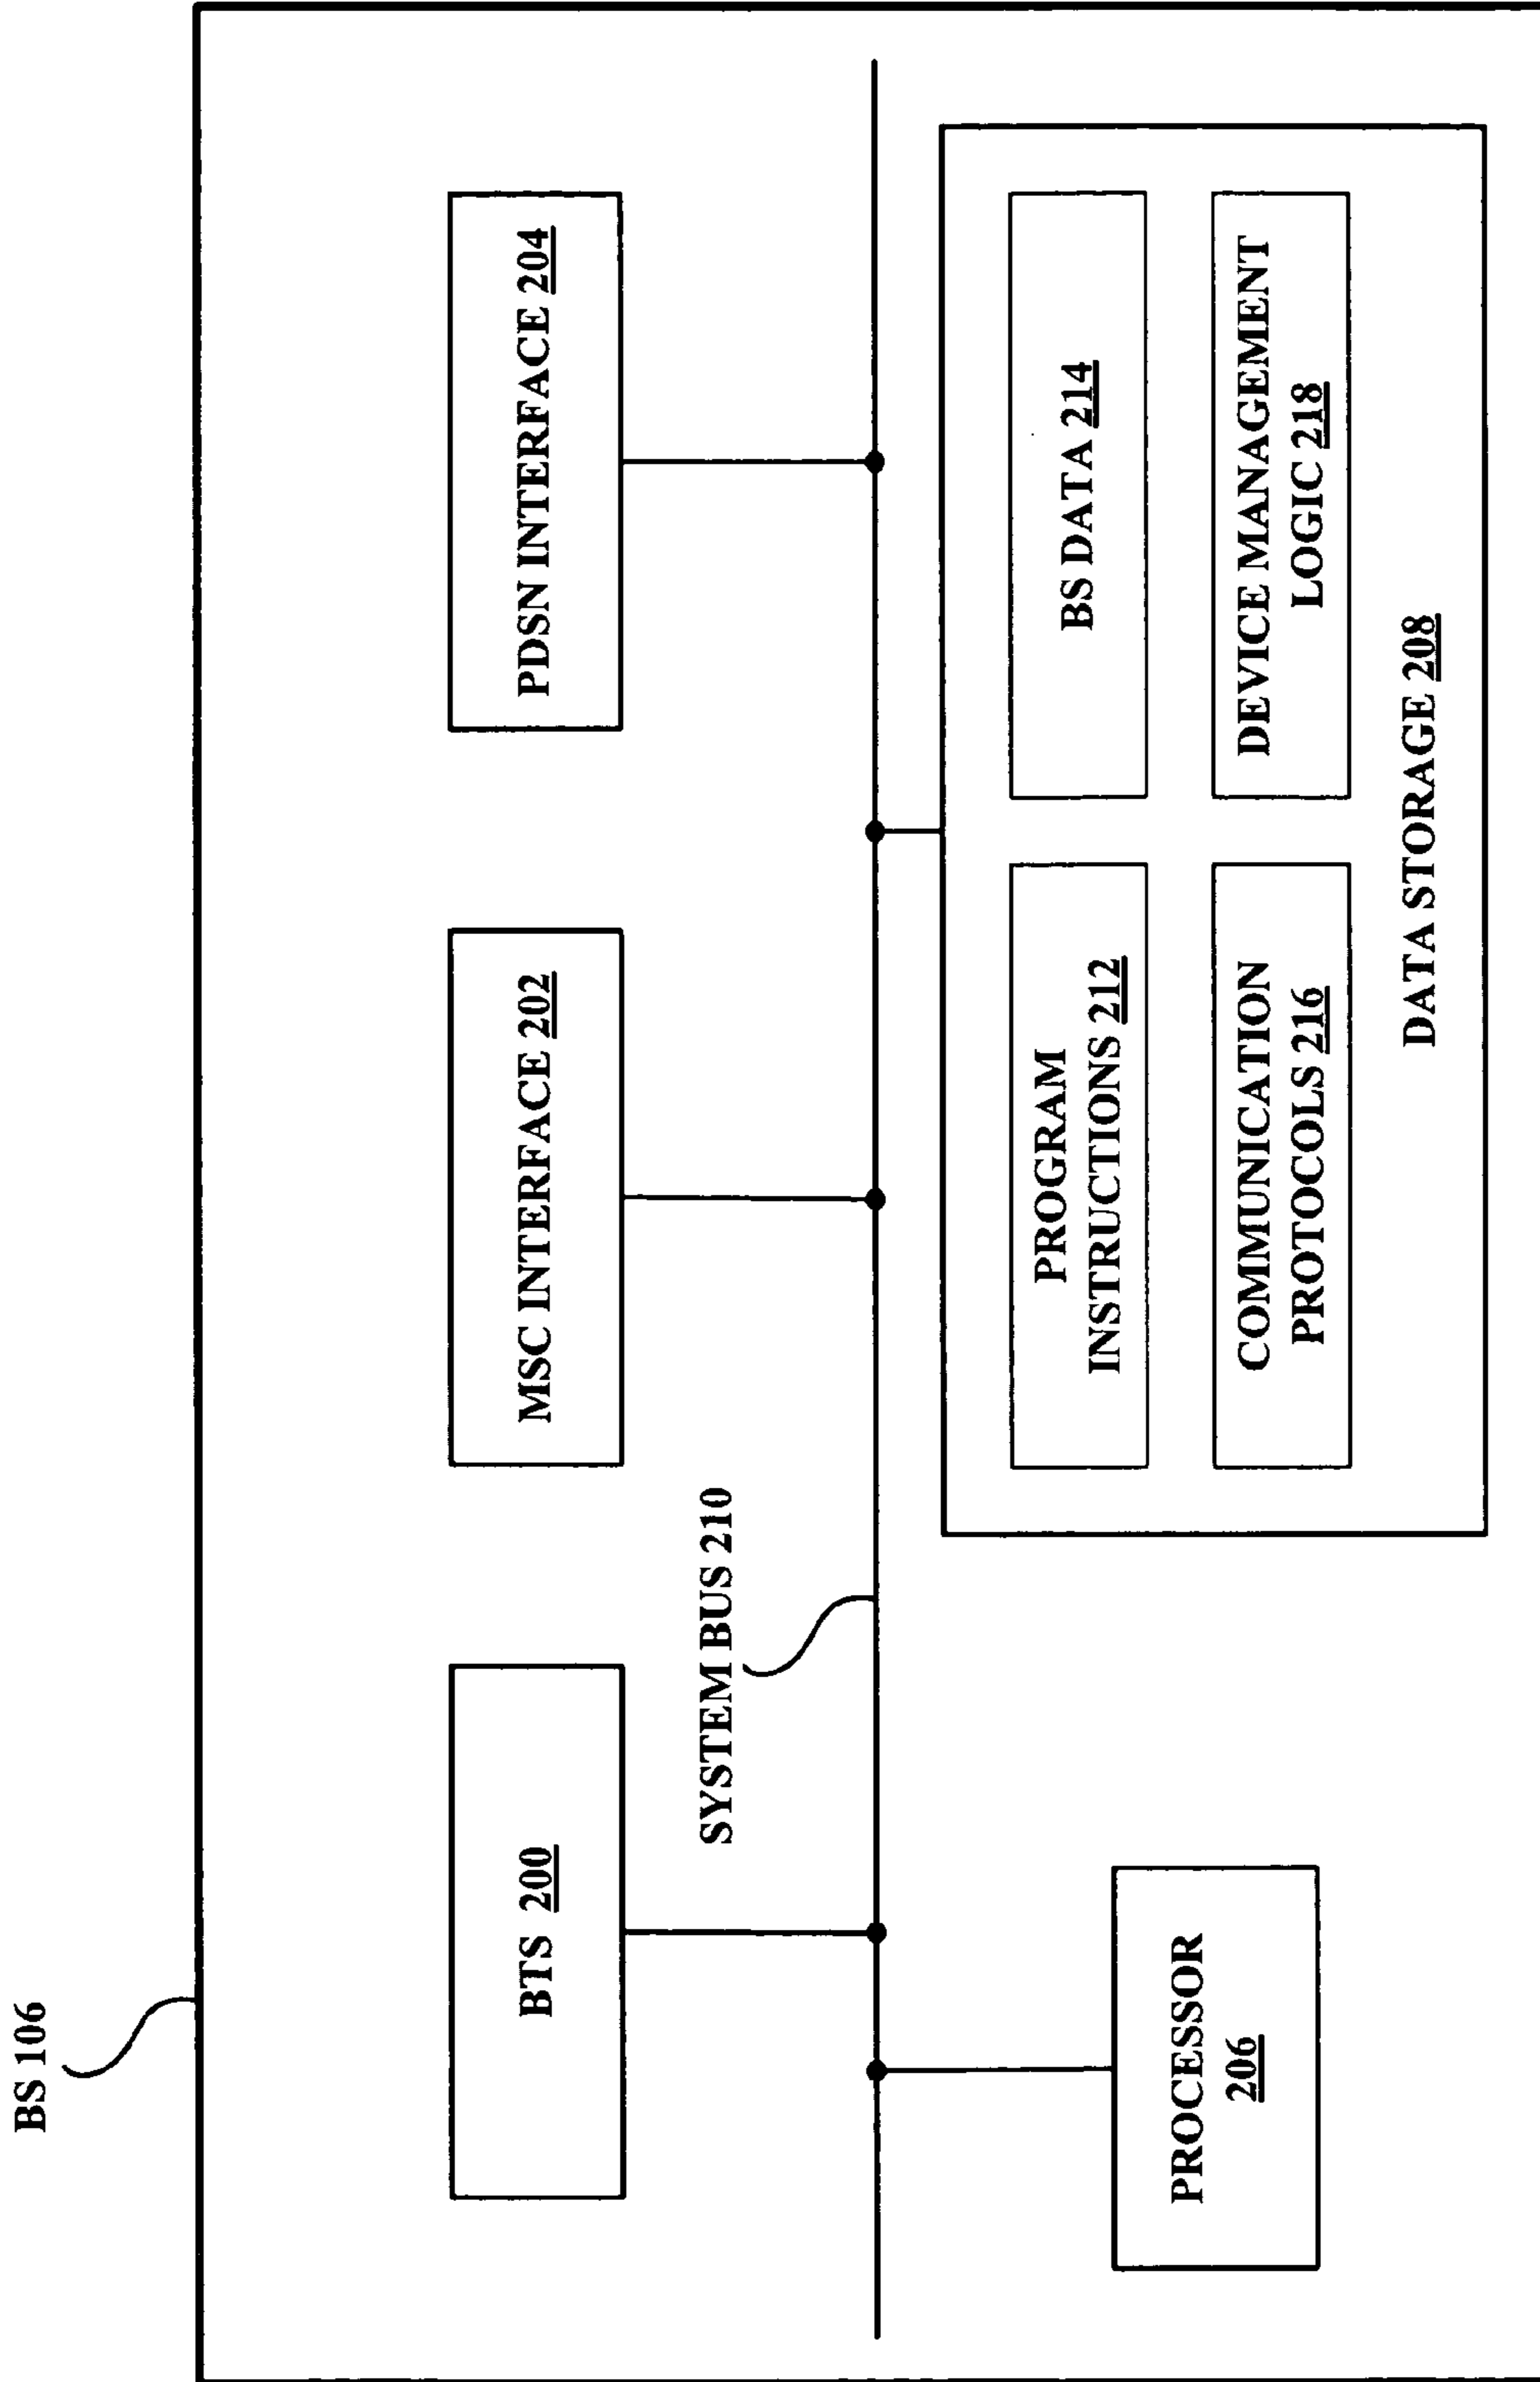 BS 106
BTS 200
MSC INTERFACE 202
PDSN INTERFACE 204
SYSTEM BUS 210
PROCESSOR
206
PROGRAM
INSTRUCTIONS 212
BS DATA 214
COMMUNICATION
PROTOCOLS 216
DEVICE MANAGEMENT
LOGIC 218
DATA STORAGE 208